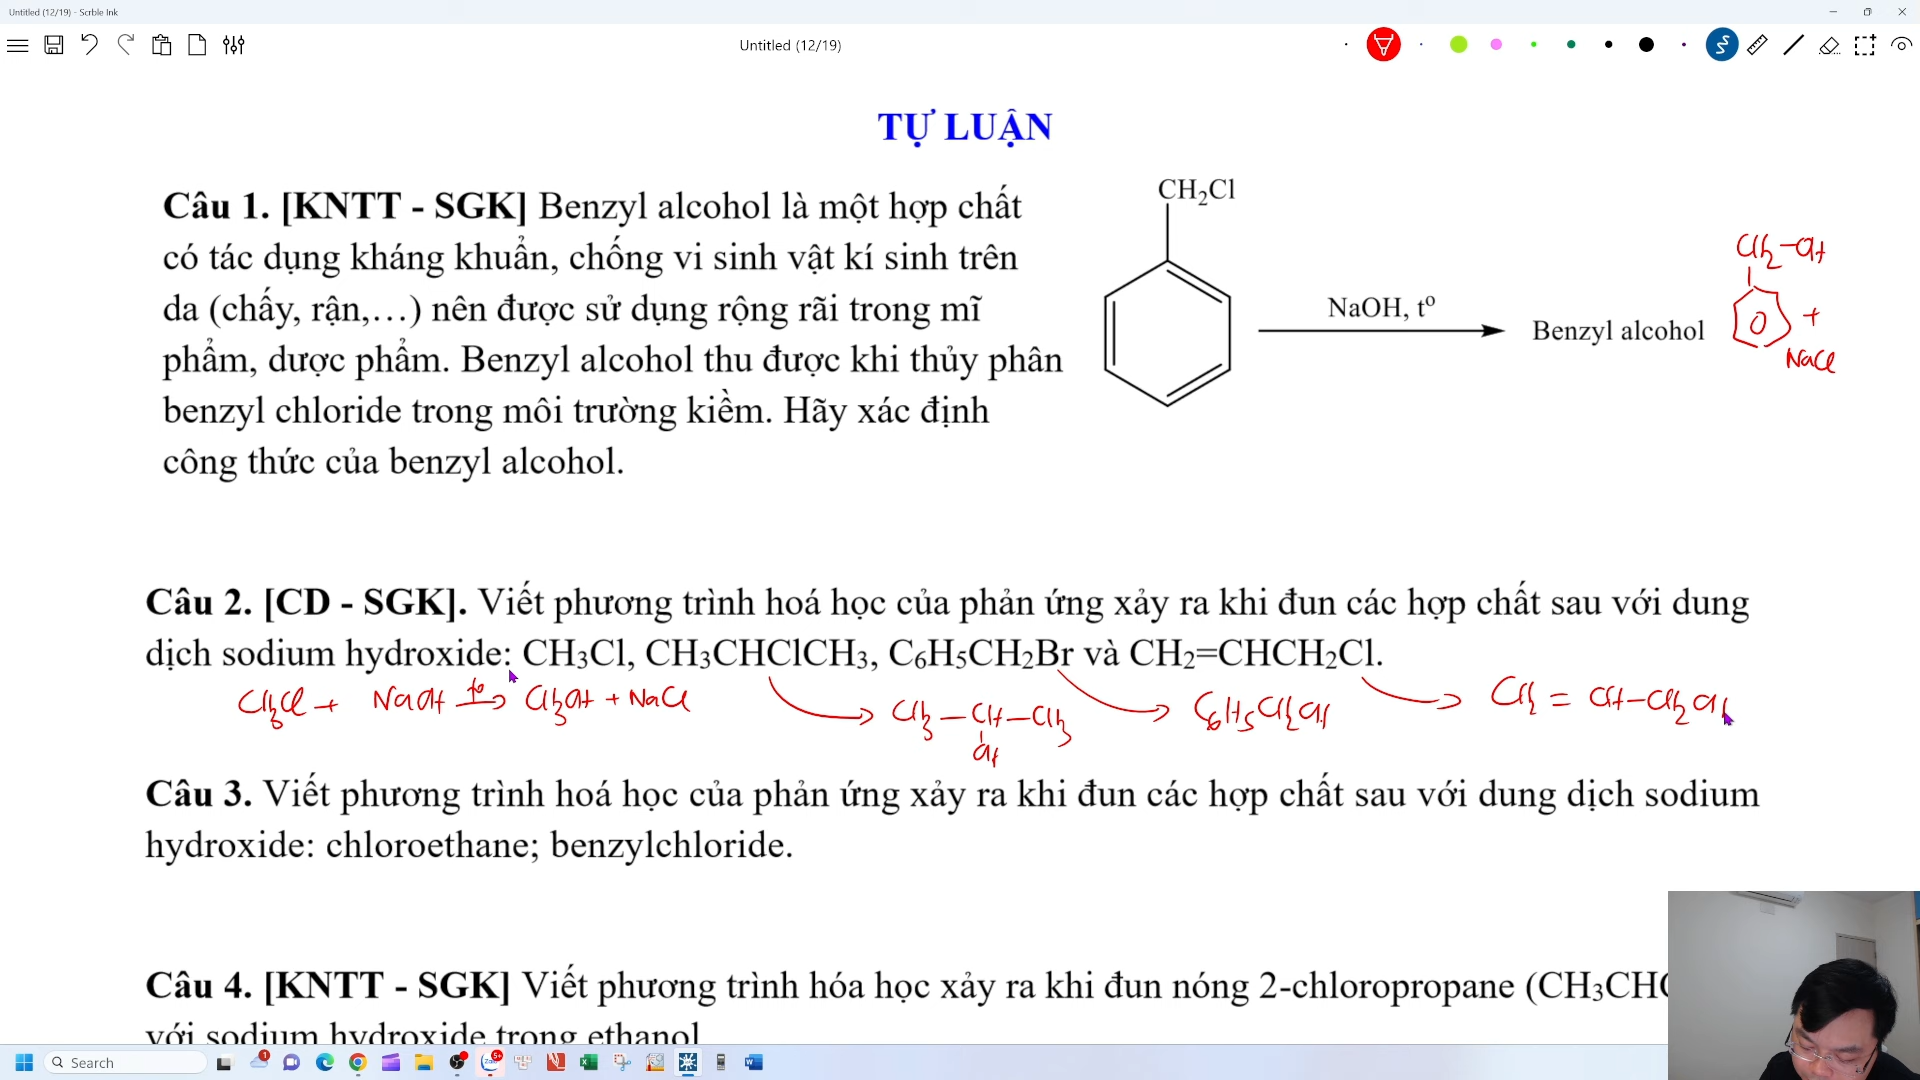 Untitled (12/19) - Scrble Ink
Untitled (12/19)
TỰ LUẬN
Câu 1. [KNTT - SGK] Benzyl alcohol là một hợp chất
có tác dụng kháng khuẩn, chống vi sinh vật kí sinh trên
da (chấy, rận,…) nên được sử dụng rộng rãi trong mĩ
phẩm, dược phẩm. Benzyl alcohol thu được khi thủy phân
benzyl chloride trong môi trường kiềm. Hãy xác định
công thức của benzyl alcohol.
CH₂Cl
NaOH, t⁰
Benzyl alcohol
CH₂-OH
+
NaCl
Câu 2. [CD - SGK]. Viết phương trình hoá học của phản ứng xảy ra khi đun các hợp chất sau với dung
dịch sodium hydroxide: CH₃Cl, CH₃CHClCH₃, C₆H₅CH₂Br và CH₂=CHCH₂Cl.
CH₃Cl + NaOH t⁰→ CH₃OH + NaCl
CH₃-CH-CH₃
OH
C₆H₅CH₂OH
CH₂ = CH-CH₂OH
Câu 3. Viết phương trình hoá học của phản ứng xảy ra khi đun các hợp chất sau với dung dịch sodium
hydroxide: chloroethane; benzylchloride.
Câu 4. [KNTT - SGK] Viết phương trình hóa học xảy ra khi đun nóng 2-chloropropane (CH₃CHC
với sodium hydroxide trong ethanol
Search